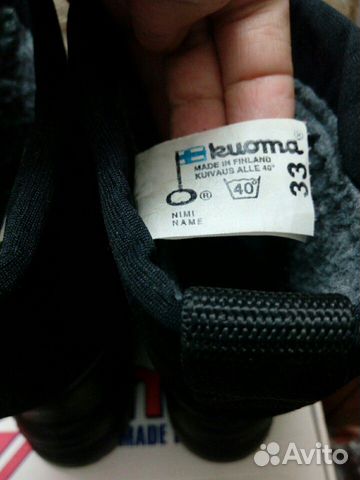 kuoma®
MADE IN FINLAND
KUIVAUS ALLE 40°
33
® 40°
NIMI
NAME
MADE
Avito